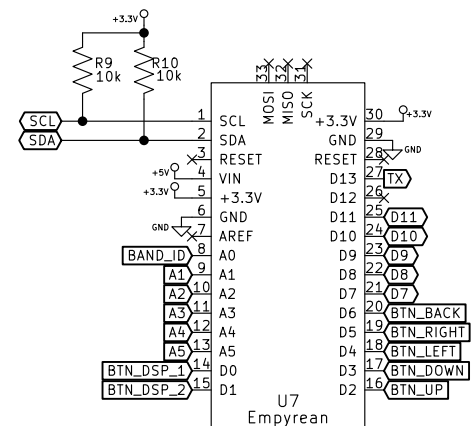 +3.3V
R9 10k
R10 10k
33 MOSI
32 MISO
31 SCK
SCL 1 SCL
SDA 2 SDA
3 RESET
+5V 4 VIN
+3.3V 5 +3.3V
GND 6 GND
7 AREF
BAND_ID 8 A0
A1 9 A1
A2 10 A2
A3 11 A3
A4 12 A4
A5 13 A5
BTN_DSP_1 14 D0
BTN_DSP_2 15 D1
+3.3V 30 +3.3V
GND 29 GND
RESET 28
D13 27 TX
D12 26
D11 25 D11
D10 24 D10
D9 23 D9
D8 22 D8
D7 21 D7
D6 20 BTN_BACK
D5 19 BTN_RIGHT
D4 18 BTN_LEFT
D3 17 BTN_DOWN
D2 16 BTN_UP
U7
Empyrean